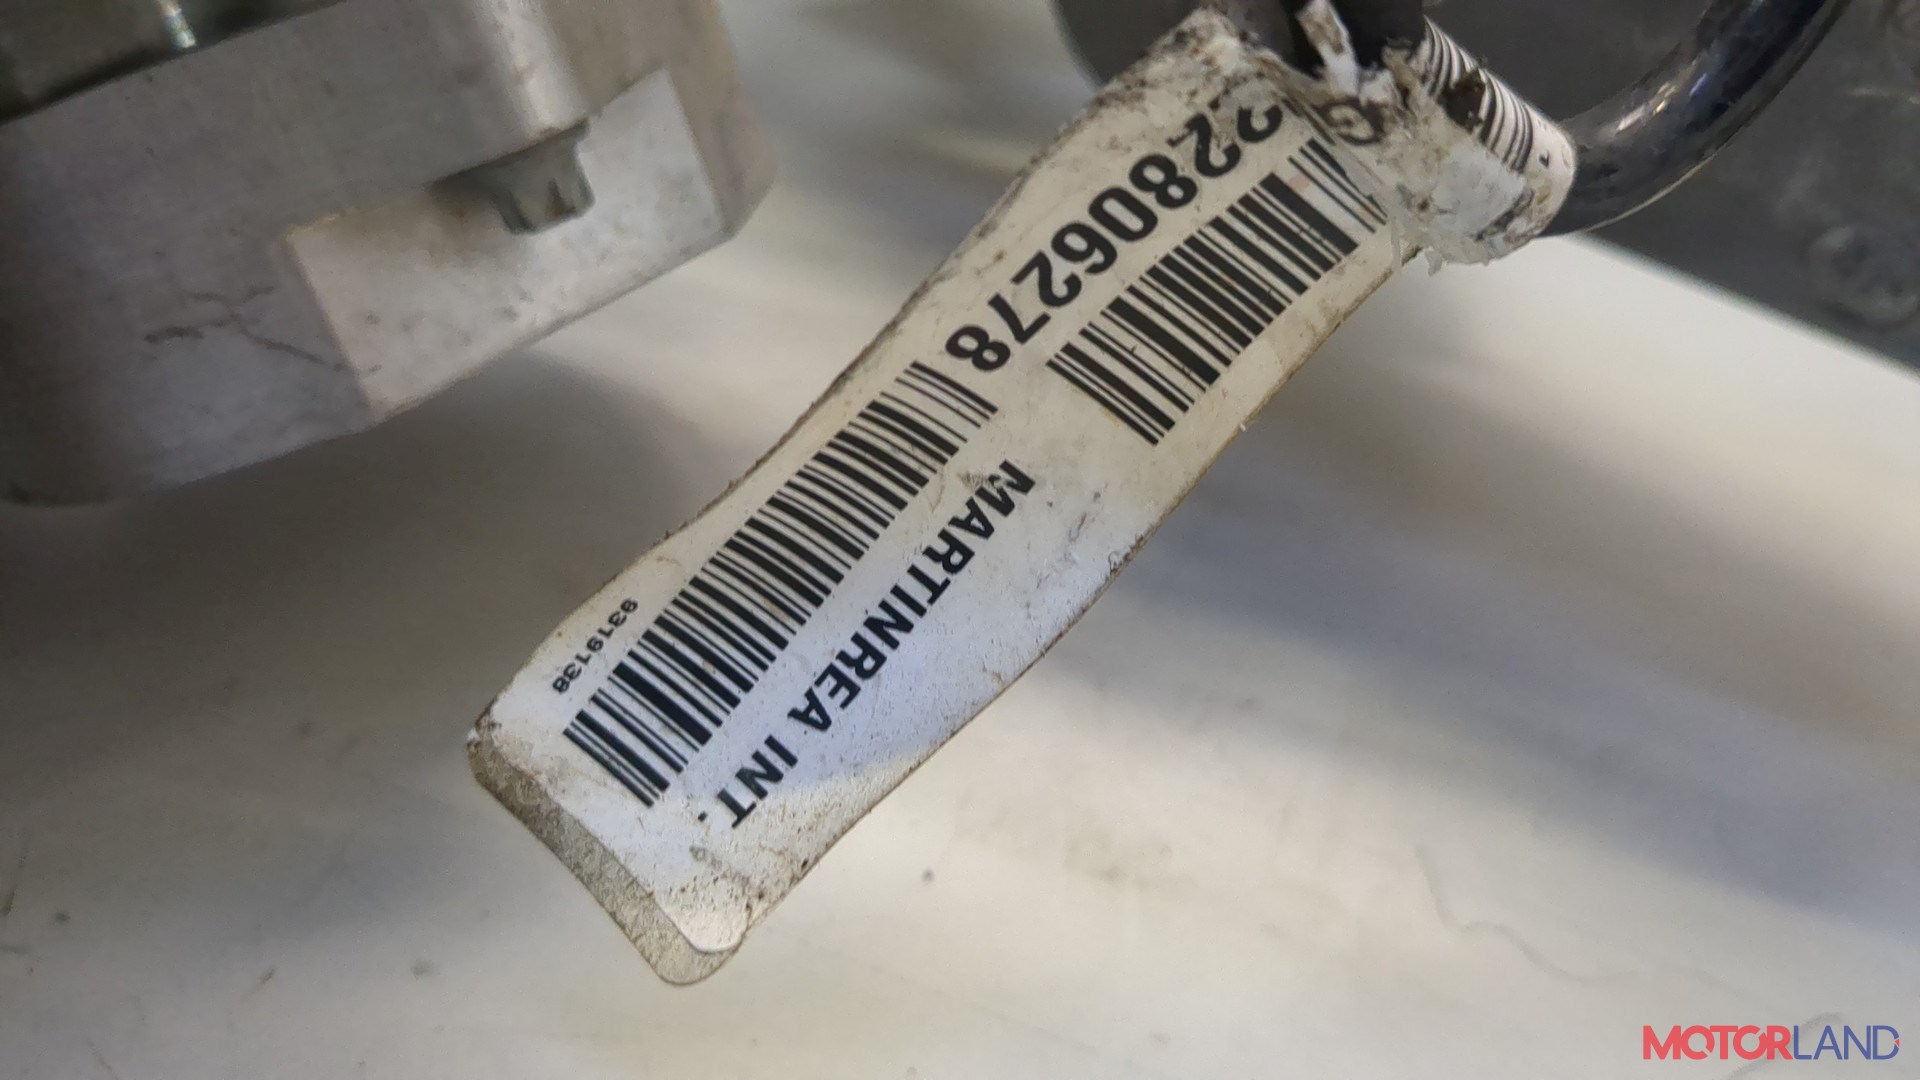 G
22806278
MARTINREA INT.
9319138
MOTORLAND